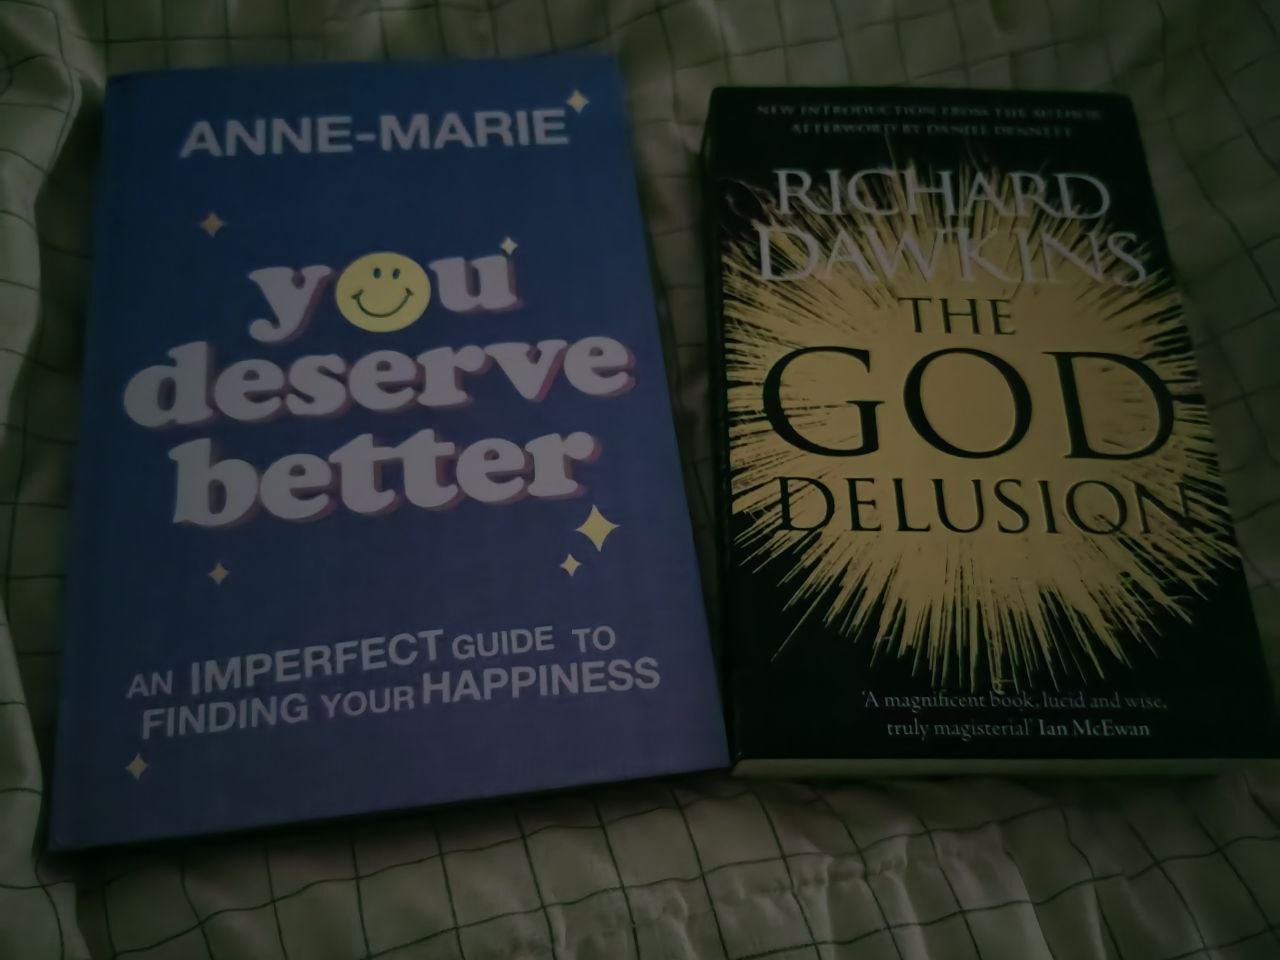 ANNE-MARIE
you
deserve
better
AN IMPERFECT GUIDE TO
FINDING YOUR HAPPINESS
NEW INTRODUCTION FROM THE AUTHOR
AFTERWORD BY DANIEL DENNETT
RICHARD
DAWKINS
THE
GOD
DELUSION
'A magnificent book, lucid and wise,
truly magisterial' Ian McEwan